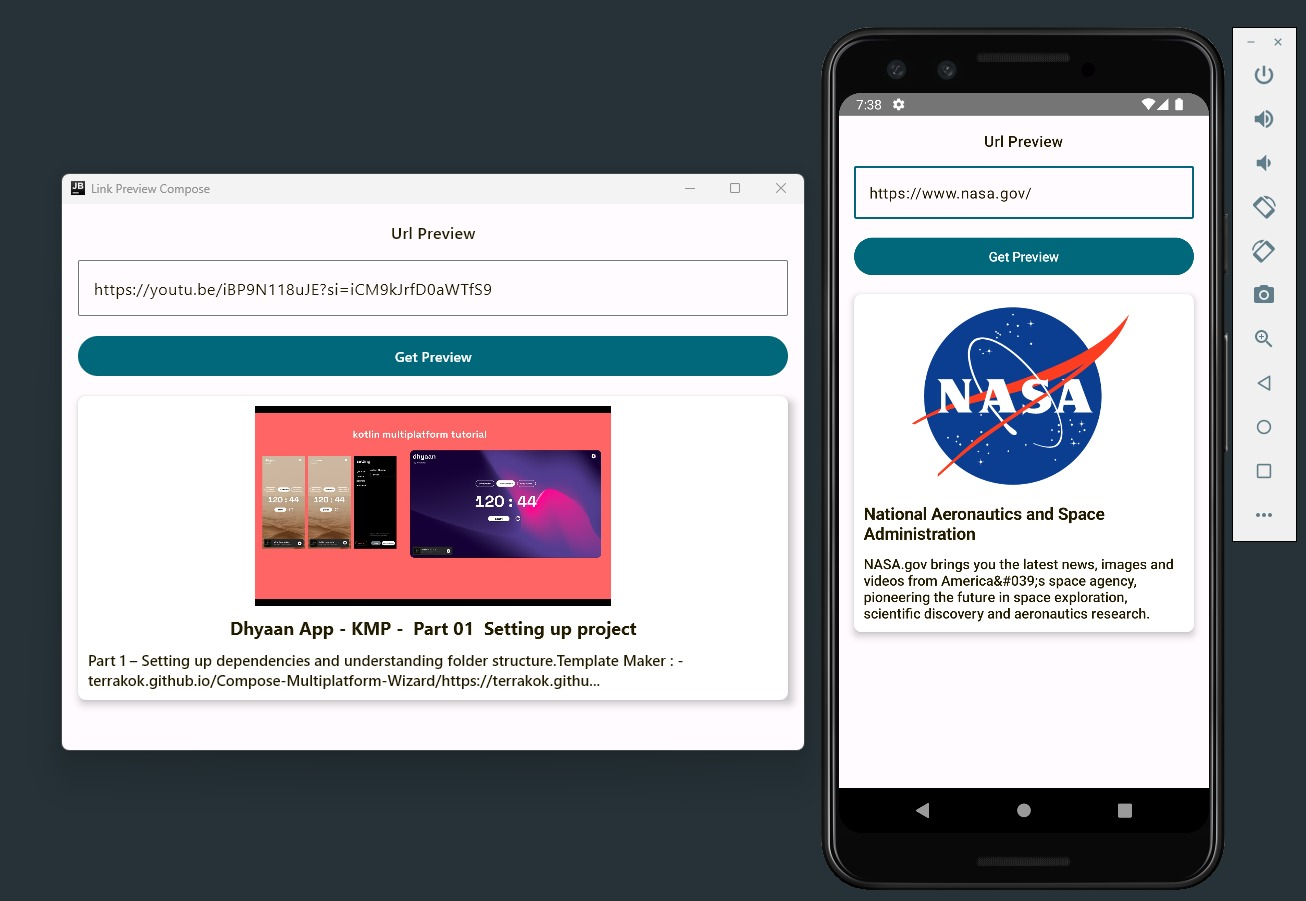 JB Link Preview Compose
Url Preview
https://youtu.be/iBP9N118uJE?si=iCM9kJrfD0aWTfS9
Get Preview
kotlin multiplatform tutorial
dhyaan
120 : 44
120 : 44
120 : 44
Dhyaan App - KMP - Part 01 Setting up project
Part 1 – Setting up dependencies and understanding folder structure.Template Maker : -
terrakok.github.io/Compose-Multiplatform-Wizard/https://terrakok.githu...
7:38
Url Preview
https://www.nasa.gov/
Get Preview
NASA
National Aeronautics and Space
Administration
NASA.gov brings you the latest news, images and
videos from America&#039;s space agency,
pioneering the future in space exploration,
scientific discovery and aeronautics research.